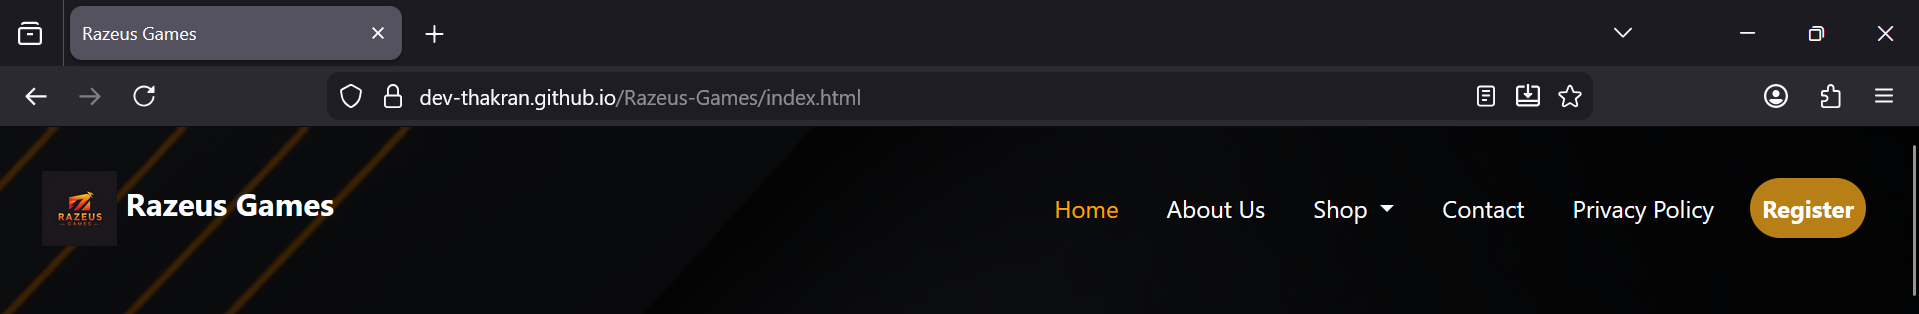 Razeus Games
dev-thakran.github.io/Razeus-Games/index.html
RAZEUS
GAMES
Razeus Games
Home About Us Shop Contact Privacy Policy Register